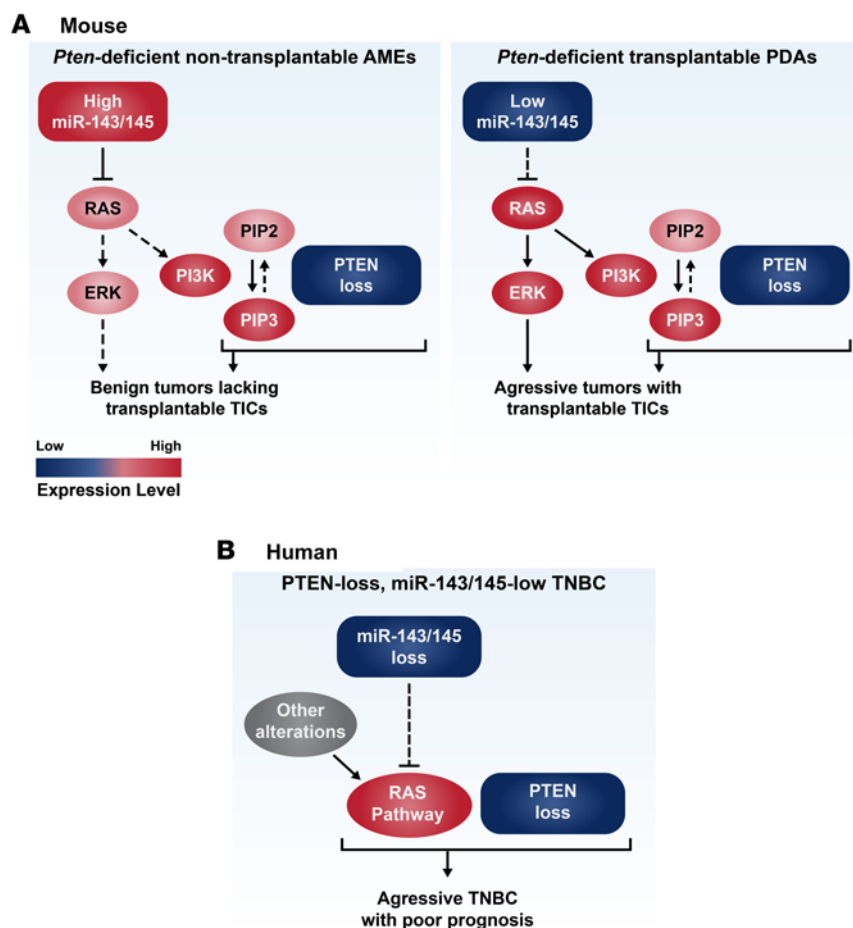 A Mouse
Pten-deficient non-transplantable AMEs
High
miR-143/145
RAS
PIP2
PI3K
PTEN
loss
ERK
PIP3
Benign tumors lacking
transplantable TICs
Low High
Expression Level
Pten-deficient transplantable PDAs
Low
miR-143/145
RAS
PIP2
PI3K
PTEN
loss
ERK
PIP3
Agressive tumors with
transplantable TICs
B Human
PTEN-loss, miR-143/145-low TNBC
miR-143/145
loss
Other
alterations
RAS
Pathway
PTEN
loss
Agressive TNBC
with poor prognosis